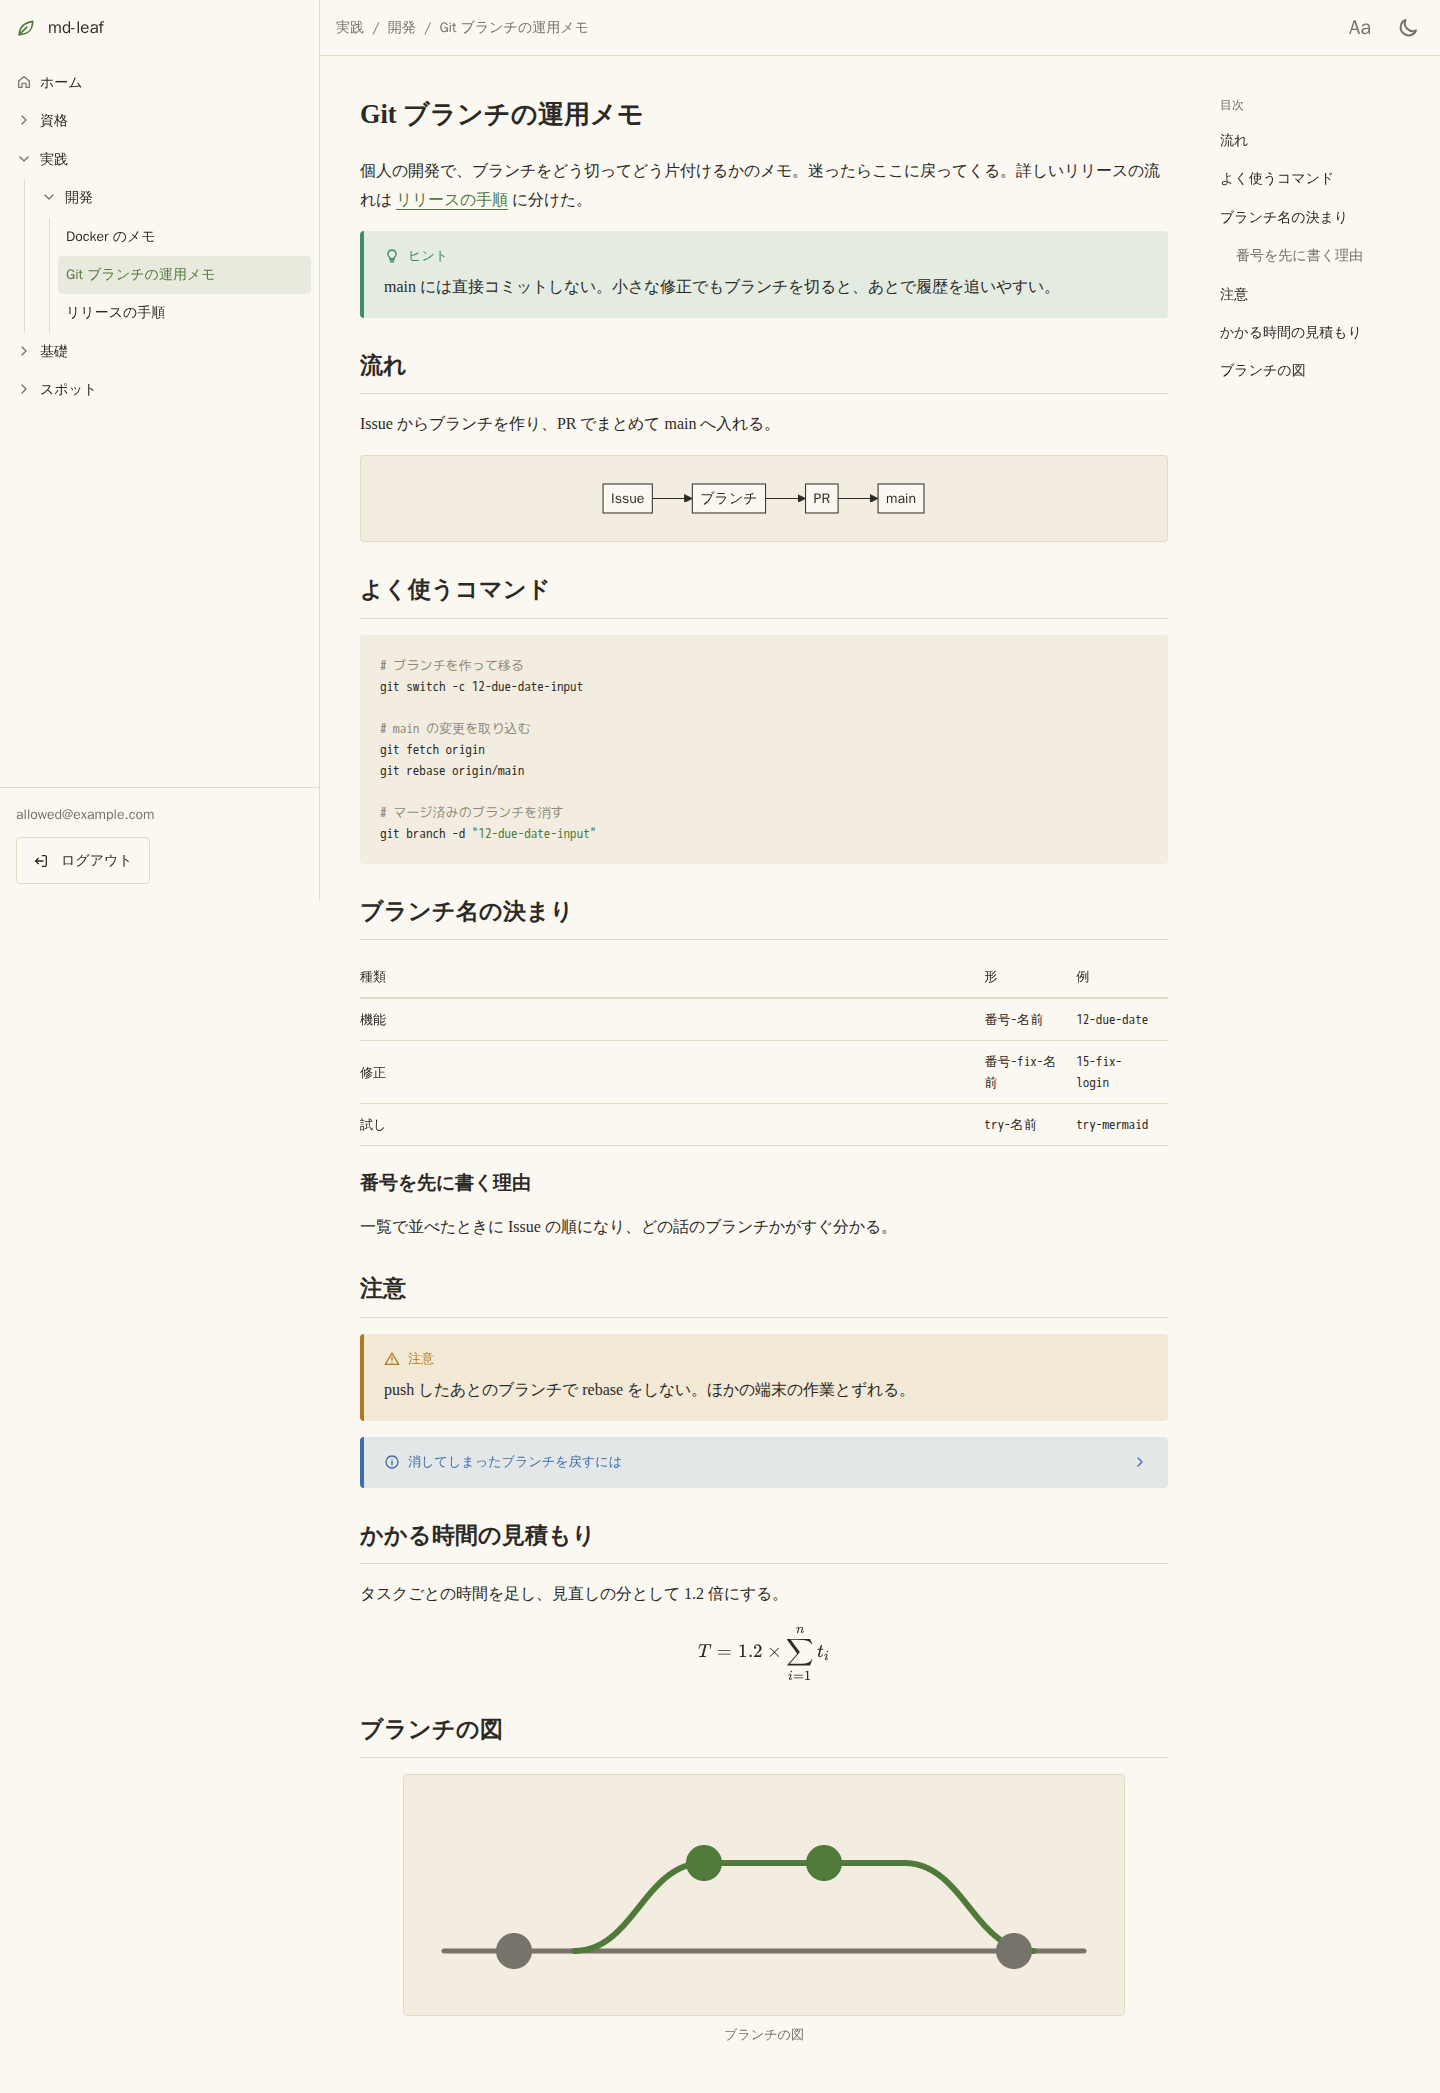 md-leaf
ホーム
資格
実践
開発
Docker のメモ
Git ブランチの運用メモ
リリースの手順
基礎
スポット
allowed@example.com
ログアウト
実践 / 開発 / Git ブランチの運用メモ
Aa
Git ブランチの運用メモ
個人の開発で、ブランチをどう切ってどう片付けるかのメモ。迷ったらここに戻ってくる。詳しいリリースの流
れは リリースの手順 に分けた。
ヒント
main には直接コミットしない。小さな修正でもブランチを切ると、あとで履歴を追いやすい。
流れ
Issue からブランチを作り、PR でまとめて main へ入れる。
Issue ブランチ PR main
よく使うコマンド
# ブランチを作って移る
git switch -c 12-due-date-input
# main の変更を取り込む
git fetch origin
git rebase origin/main
# マージ済みのブランチを消す
git branch -d "12-due-date-input"
ブランチ名の決まり
種類 形 例
機能 番号-名前 12-due-date
修正 番号-fix-名前 15-fix-login
試し try-名前 try-mermaid
番号を先に書く理由
一覧で並べたときに Issue の順になり、どの話のブランチかがすぐ分かる。
注意
注意
push したあとのブランチで rebase をしない。ほかの端末の作業とずれる。
消してしまったブランチを戻すには
かかる時間の見積もり
タスクごとの時間を足し、見直しの分として 1.2 倍にする。
T = 1.2 × ∑_{i=1}^{n} t_i
ブランチの図
ブランチの図
目次
流れ
よく使うコマンド
ブランチ名の決まり
番号を先に書く理由
注意
かかる時間の見積もり
ブランチの図